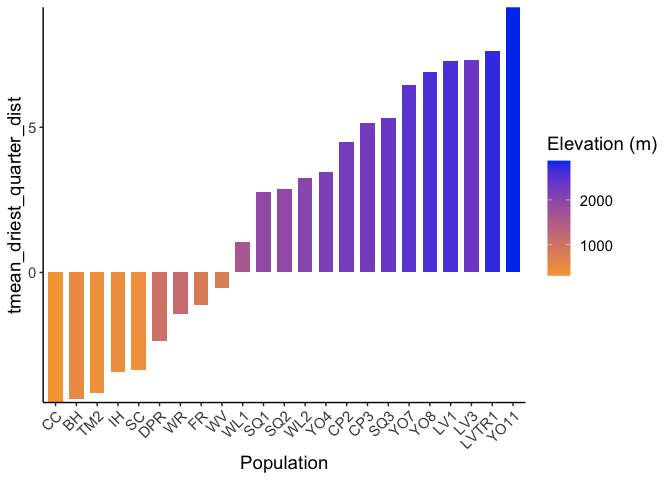 tmean_driest_quarter_dist
5
0
CC BH TM2 IH SC DPR WR FR WV WL1 SQ1 SQ2 WL2 YO4 CP2 CP3 SQ3 YO7 YO8 LV1 LV3 LVTR1 YO11
Population
Elevation (m)
2000
1000